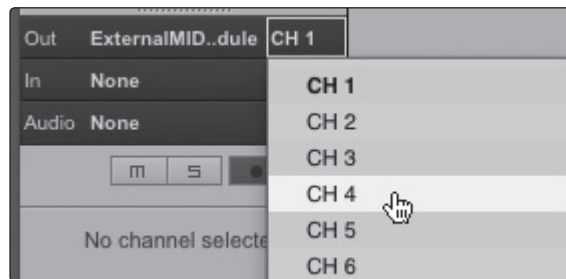 Out ExternalMID..dule CH 1
In None
Audio None
CH 1
CH 2
CH 3
CH 4
CH 5
CH 6
m s
No channel selecte